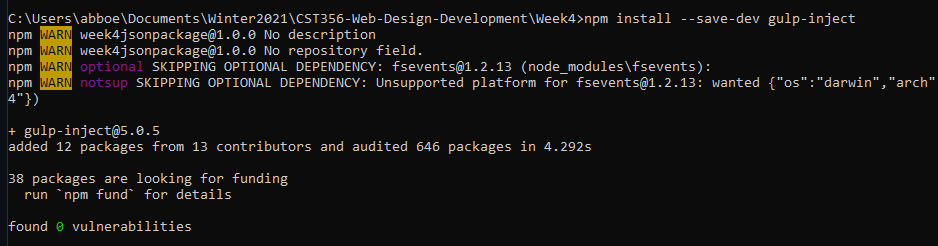 C:\Users\abboe\Documents\Winter2021\CST356-Web-Design-Development\Week4>npm install --save-dev gulp-inject
npm WARN week4jsonpackage@1.0.0 No description
npm WARN week4jsonpackage@1.0.0 No repository field.
npm WARN optional SKIPPING OPTIONAL DEPENDENCY: fsevents@1.2.13 (node_modules\fsevents):
npm WARN notsup SKIPPING OPTIONAL DEPENDENCY: Unsupported platform for fsevents@1.2.13: wanted {"os":"darwin","arch"
4"})
+ gulp-inject@5.0.5
added 12 packages from 13 contributors and audited 646 packages in 4.292s
38 packages are looking for funding
run `npm fund` for details
found 0 vulnerabilities